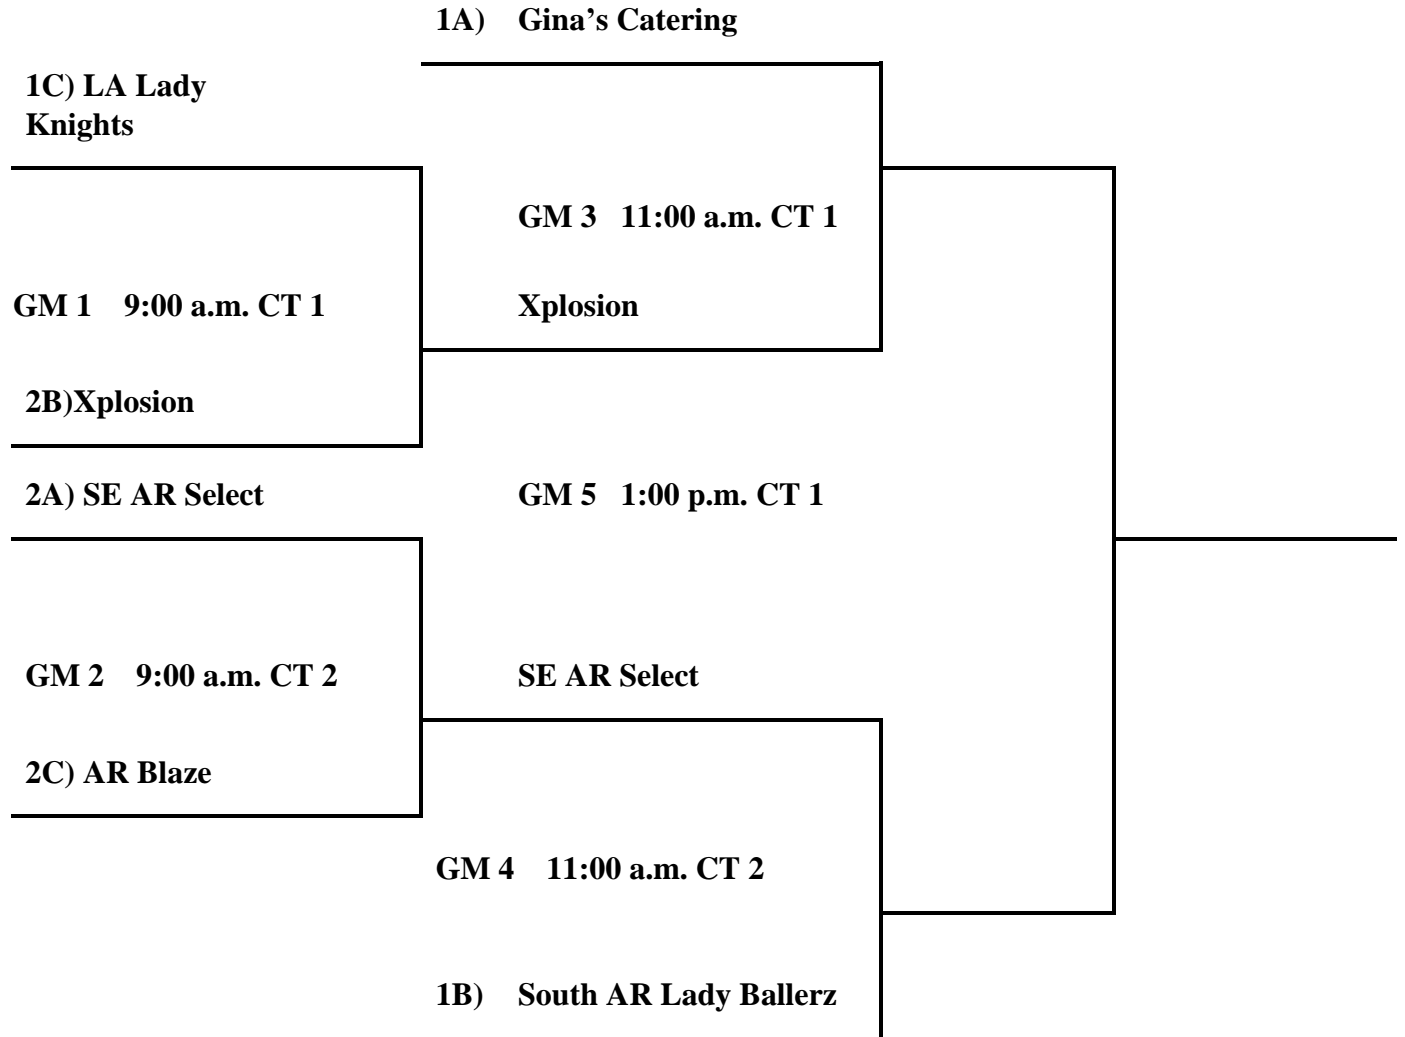 1A) Gina’s Catering
1C) LA Lady
Knights
GM 3 11:00 a.m. CT 1
GM 1 9:00 a.m. CT 1
Xplosion
2B)Xplosion
2A) SE AR Select
GM 5 1:00 p.m. CT 1
GM 2 9:00 a.m. CT 2
SE AR Select
2C) AR Blaze
GM 4 11:00 a.m. CT 2
1B) South AR Lady Ballerz